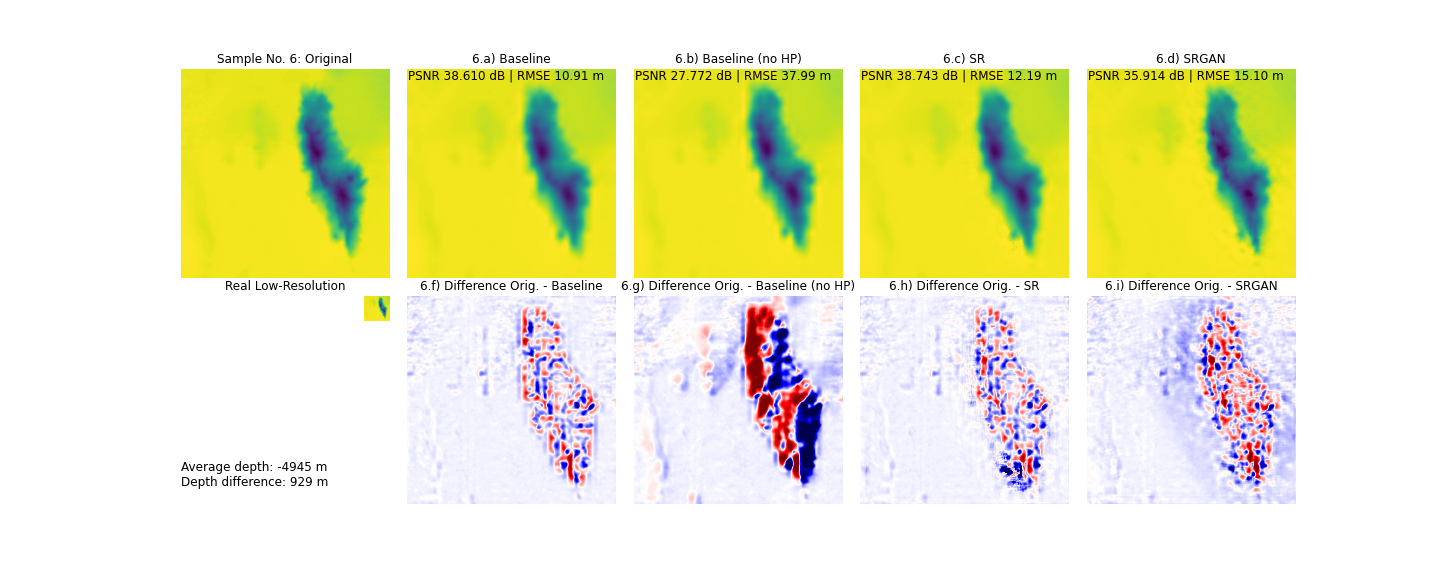 Sample No. 6: Original
6.a) Baseline
6.b) Baseline (no HP)
6.c) SR
6.d) SRGAN
PSNR 38.610 dB | RMSE 10.91 m
PSNR 27.772 dB | RMSE 37.99 m
PSNR 38.743 dB | RMSE 12.19 m
PSNR 35.914 dB | RMSE 15.10 m
Real Low-Resolution
6.f) Difference Orig. - Baseline
6.g) Difference Orig. - Baseline (no HP)
6.h) Difference Orig. - SR
6.i) Difference Orig. - SRGAN
Average depth: -4945 m
Depth difference: 929 m